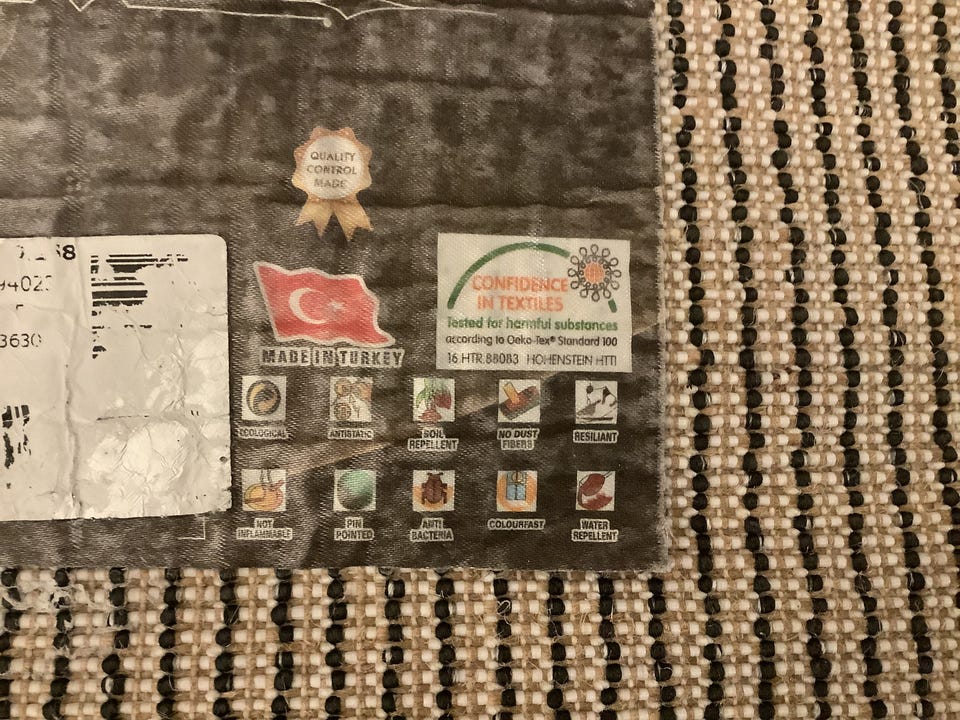 QUALITY
CONTROL
MADE
8
3630
MADE IN TURKEY
CONFIDENCE
IN TEXTILES
Tested for harmful substances
according to Oeko-Tex® Standard 100
16.HTR.88083 HOHENSTEIN HTTI
ECOLOGICAL
ANTISTATIC
SOIL
REPELLENT
NO DUST
FIBERS
RESILIANT
NOT
INFLAMMABLE
PIN
POINTED
ANTI
BACTERIA
COLOURFAST
WATER
REPELLENT